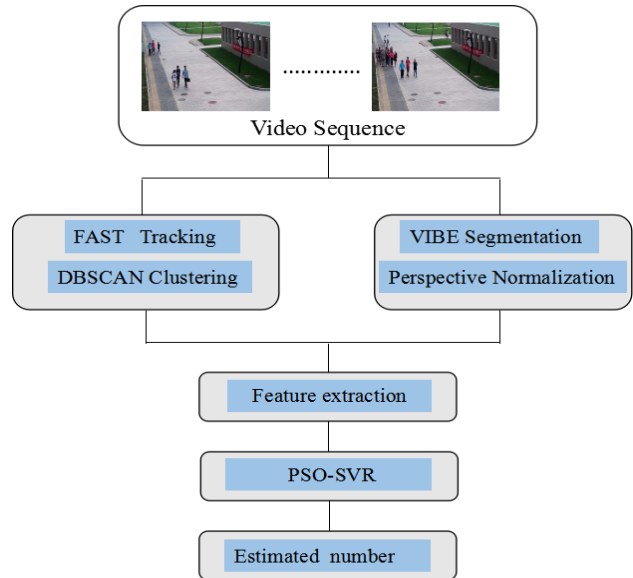 Video Sequence
FAST Tracking
DBSCAN Clustering
VIBE Segmentation
Perspective Normalization
Feature extraction
PSO-SVR
Estimated number